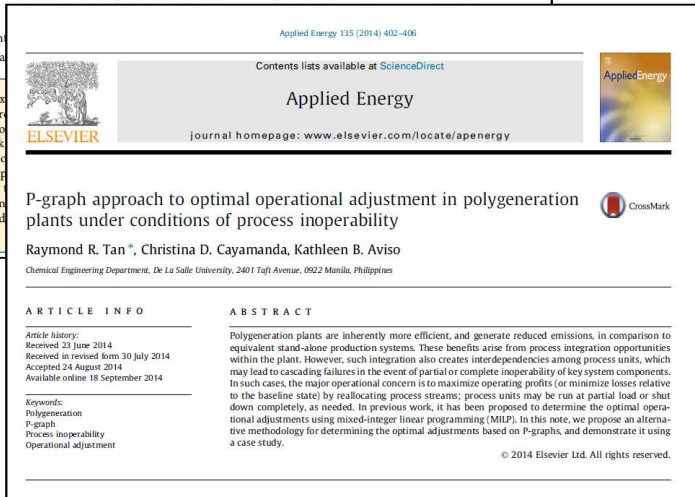 Applied Energy 135 (2014) 402–406
Contents lists available at ScienceDirect
Applied Energy
journal homepage: www.elsevier.com/locate/apenergy
ELSEVIER
AppliedEnergy
P-graph approach to optimal operational adjustment in polygeneration
plants under conditions of process inoperability
CrossMark
Raymond R. Tan *, Christina D. Cayamanda, Kathleen B. Aviso
Chemical Engineering Department, De La Salle University, 2401 Taft Avenue, 0922 Manila, Philippines
ARTICLE INFO
Article history:
Received 23 June 2014
Received in revised form 30 July 2014
Accepted 24 August 2014
Available online 18 September 2014
Keywords:
Polygeneration
P-graph
Process inoperability
Operational adjustment
ABSTRACT
Polygeneration plants are inherently more efficient, and generate reduced emissions, in comparison to
equivalent stand-alone production systems. These benefits arise from process integration opportunities
within the plant. However, such integration also creates interdependencies among process units, which
may lead to cascading failures in the event of partial or complete inoperability of key system components.
In such cases, the major operational concern is to maximize operating profits (or minimize losses relative
to the baseline state) by reallocating process streams; process units may be run at partial load or shut
down completely, as needed. In previous work, it has been proposed to determine the optimal opera-
tional adjustments using mixed-integer linear programming (MILP). In this note, we propose an alterna-
tive methodology for determining the optimal adjustments based on P-graphs, and demonstrate it using
a case study.
© 2014 Elsevier Ltd. All rights reserved.